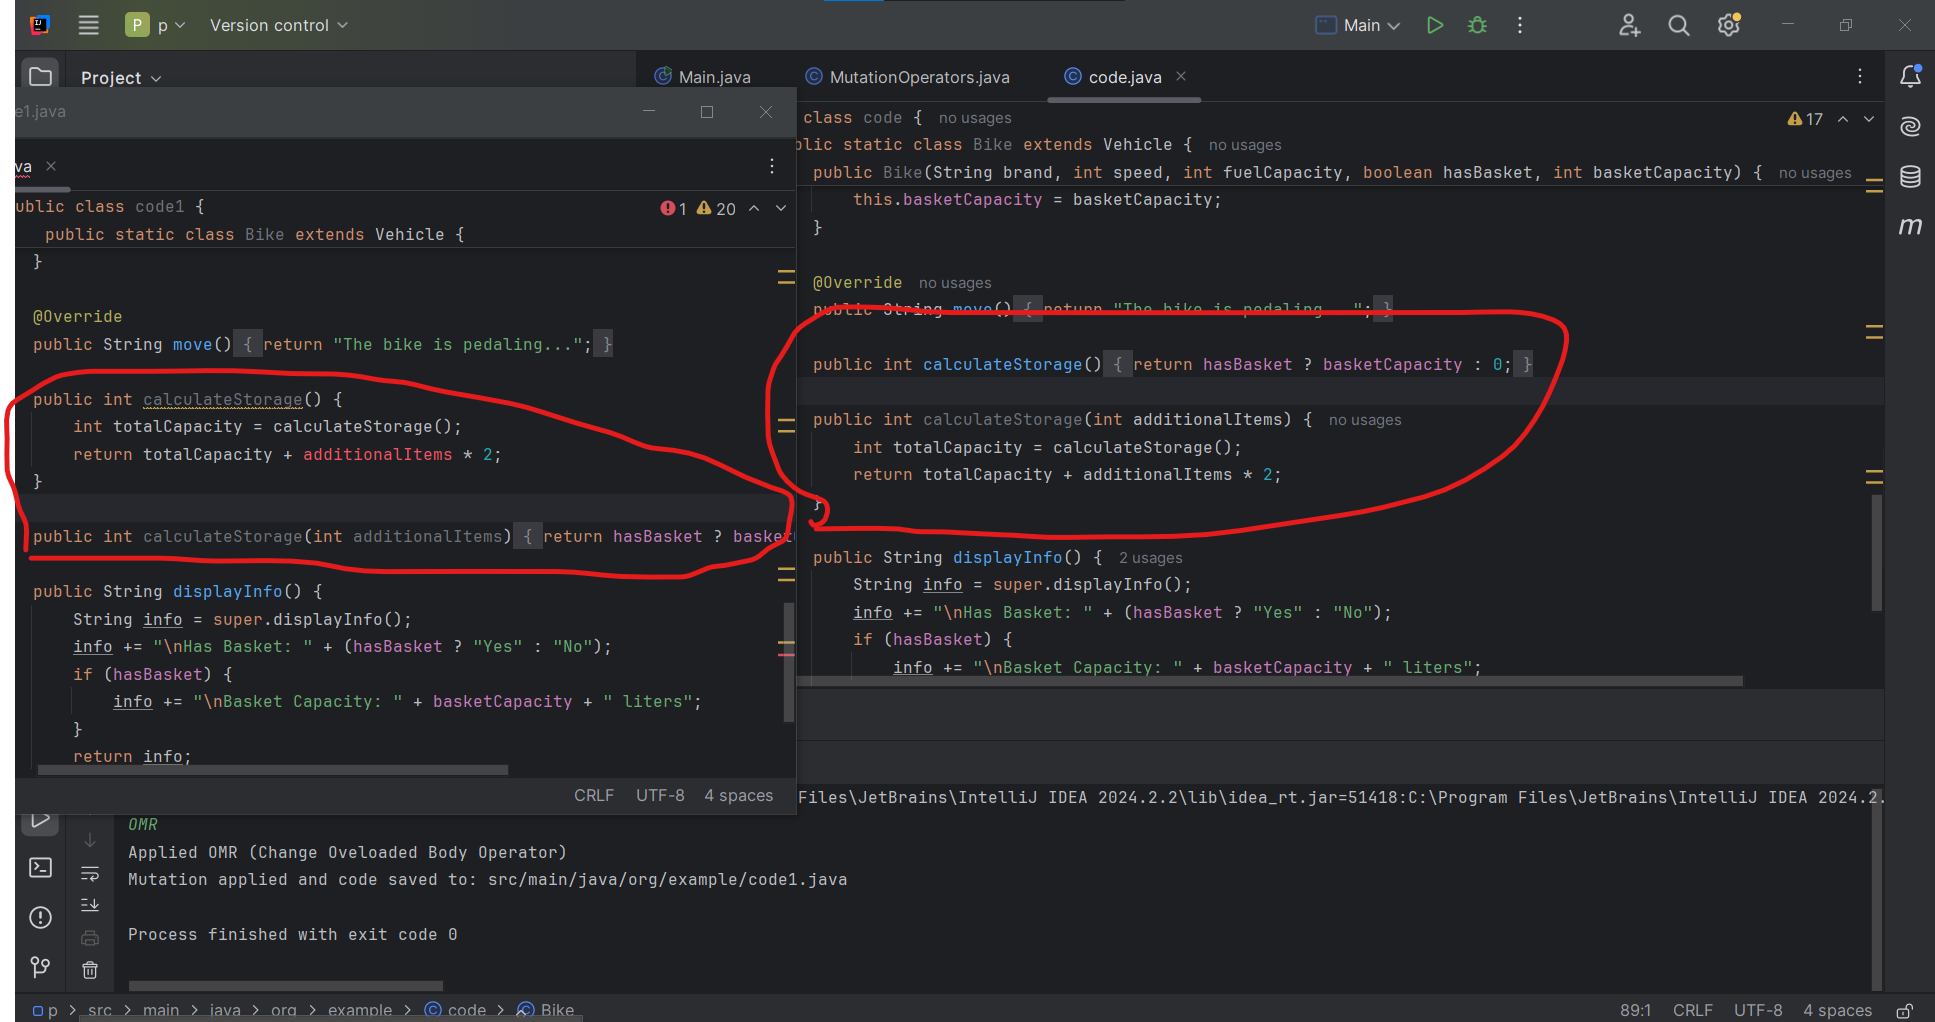 P p Version control
Main
Project
Main.java MutationOperators.java code.java
e1.java
va
ublic class code1 {
1 20
public static class Bike extends Vehicle {
}
@Override
public String move() { return "The bike is pedaling..."; }
public int calculateStorage() {
int totalCapacity = calculateStorage();
return totalCapacity + additionalItems * 2;
}
public int calculateStorage(int additionalItems) { return hasBasket ? basket
public String displayInfo() {
String info = super.displayInfo();
info += "\nHas Basket: " + (hasBasket ? "Yes" : "No");
if (hasBasket) {
info += "\nBasket Capacity: " + basketCapacity + " liters";
}
return info;
CRLF UTF-8 4 spaces
class code { no usages
17
blic static class Bike extends Vehicle { no usages
public Bike(String brand, int speed, int fuelCapacity, boolean hasBasket, int basketCapacity) { no usages
this.basketCapacity = basketCapacity;
}
@Override no usages
public String move() { return "The bike is pedaling..."; }
public int calculateStorage() { return hasBasket ? basketCapacity : 0; }
public int calculateStorage(int additionalItems) { no usages
int totalCapacity = calculateStorage();
return totalCapacity + additionalItems * 2;
}
public String displayInfo() { 2 usages
String info = super.displayInfo();
info += "\nHas Basket: " + (hasBasket ? "Yes" : "No");
if (hasBasket) {
info += "\nBasket Capacity: " + basketCapacity + " liters";
m
Files\JetBrains\IntelliJ IDEA 2024.2.2\lib\idea_rt.jar=51418:C:\Program Files\JetBrains\IntelliJ IDEA 2024.2.
OMR
Applied OMR (Change Oveloaded Body Operator)
Mutation applied and code saved to: src/main/java/org/example/code1.java
Process finished with exit code 0
p > src > main > java > org > example > code > Bike
89:1 CRLF UTF-8 4 spaces